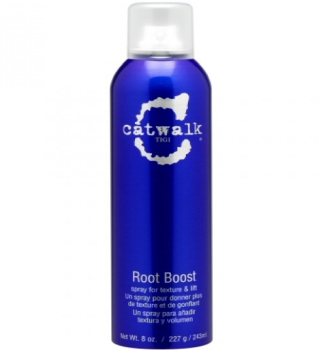 catwalk
TIGI
®
Root Boost
spray for texture & lift
Un spray pour donner plus
de texture et de gonflant
Un spray para añadir
textura y volumen
Net Wt. 8 oz. / 227 g / 243ml